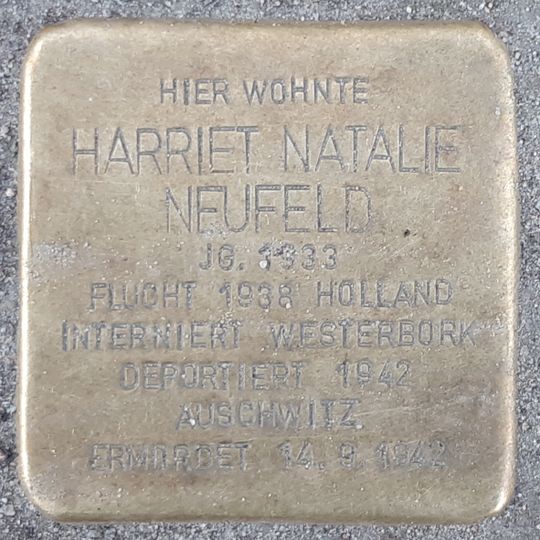 HIER WOHNTE
HARRIET NATALIE
NEUFELD
JG. 1933
FLUCHT 1938 HOLLAND
INTERNIERT WESTERBORK
DEPORTIERT 1942
AUSCHWITZ
ERMORDET 14.9.1942